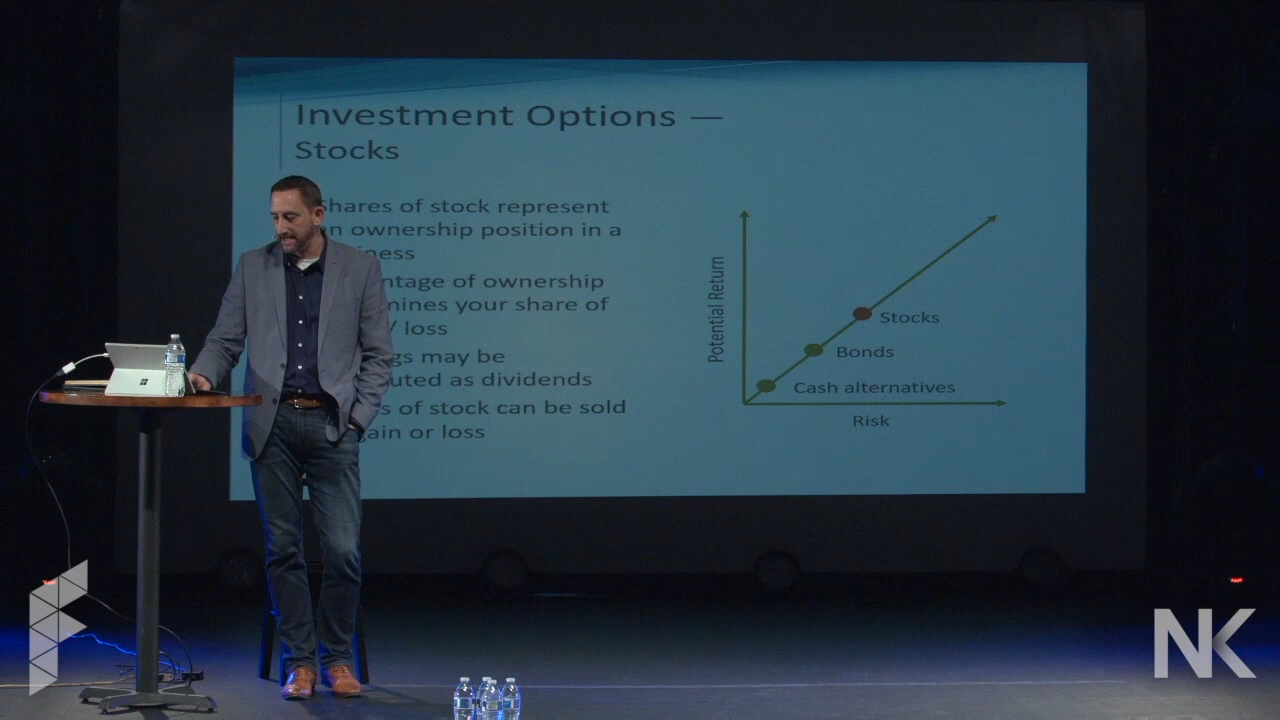 Investment Options —
Stocks
Shares of stock represent
an ownership position in a
ness
ntage of ownership
mines your share of
/ loss
gs may be
uted as dividends
s of stock can be sold
gain or loss
Potential Return
Stocks
Bonds
Cash alternatives
Risk
F
NK